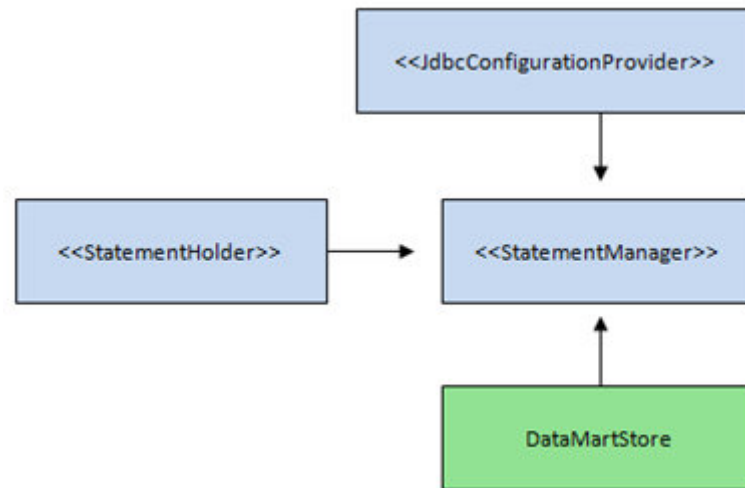 <<JdbcConfigurationProvider>>
<<StatementHolder>>
<<StatementManager>>
DataMartStore